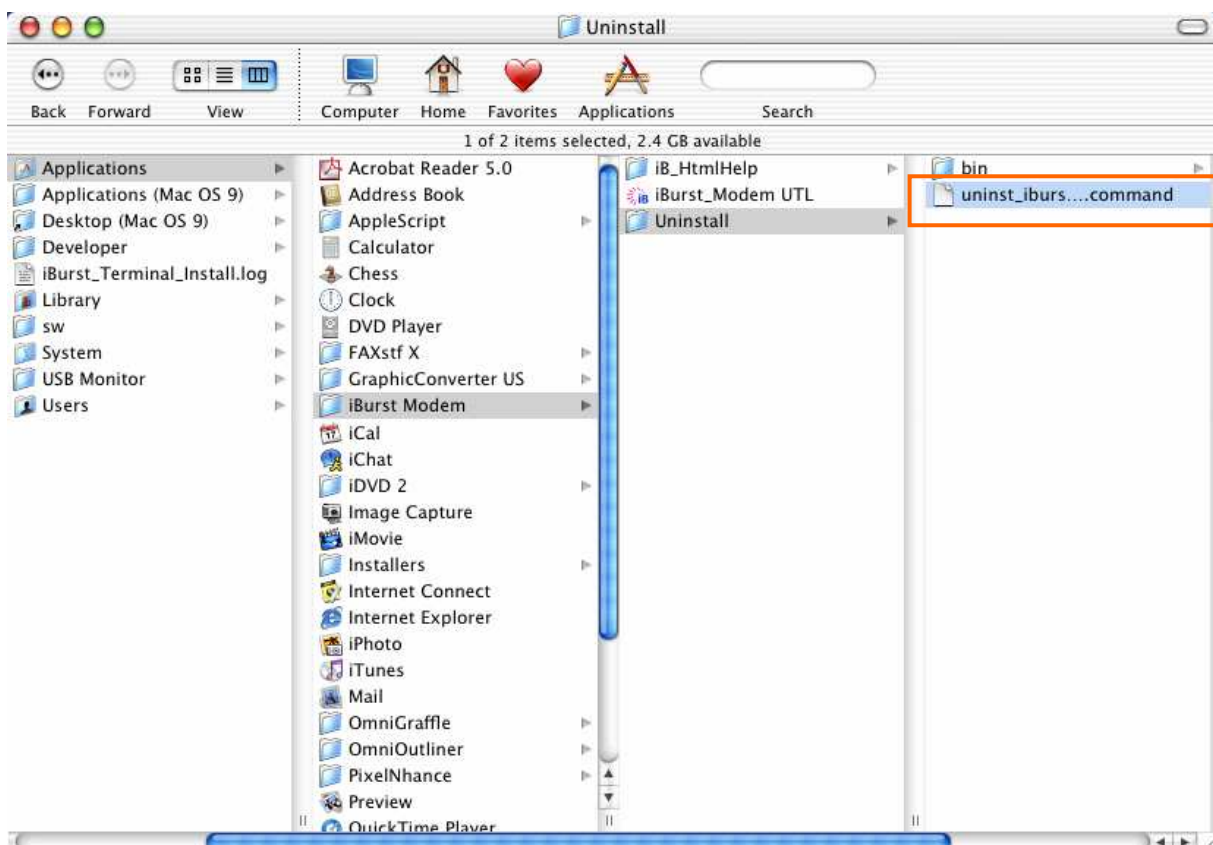 Uninstall
Back Forward View Computer Home Favorites Applications Search
1 of 2 items selected, 2.4 GB available
Applications
Applications (Mac OS 9)
Desktop (Mac OS 9)
Developer
iBurst_Terminal_Install.log
Library
sw
System
USB Monitor
Users
Acrobat Reader 5.0
Address Book
AppleScript
Calculator
Chess
Clock
DVD Player
FAXstf X
GraphicConverter US
iBurst Modem
iCal
iChat
iDVD 2
Image Capture
iMovie
Installers
Internet Connect
Internet Explorer
iPhoto
iTunes
Mail
OmniGraffle
OmniOutliner
PixelNhance
Preview
QuickTime Player
iB_HtmlHelp
iBurst_Modem UTL
Uninstall
bin
uninst_iburs....command